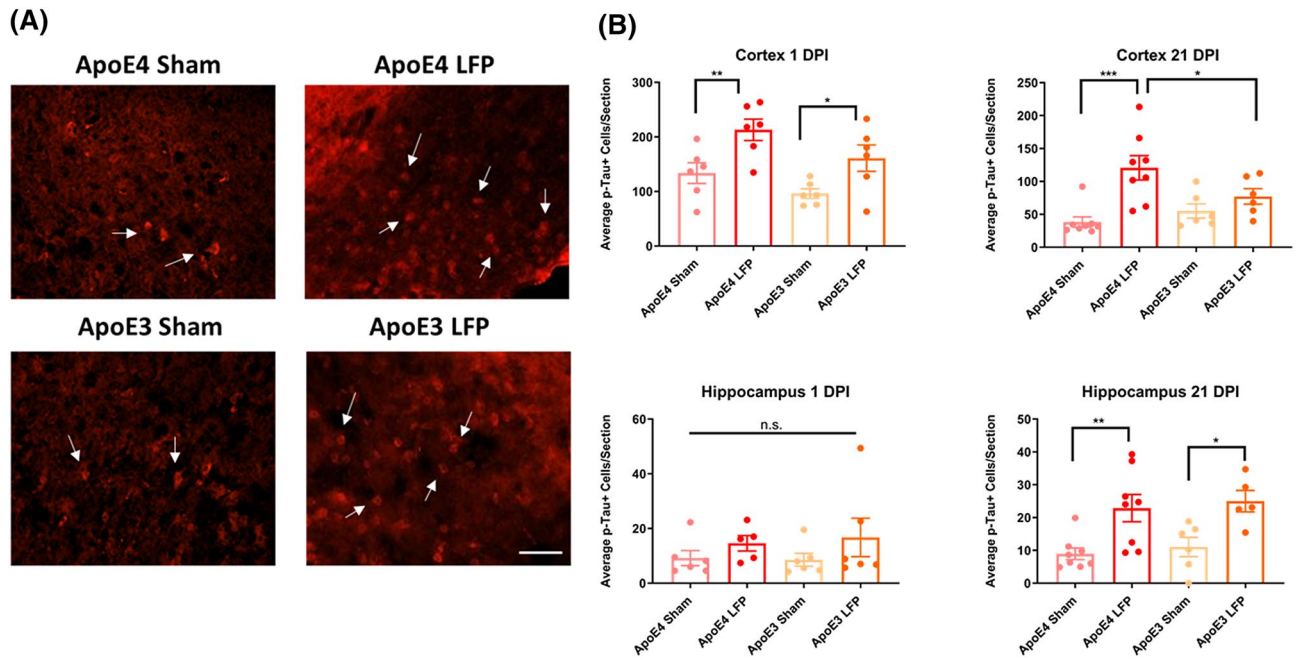 (A)
ApoE4 Sham
ApoE4 LFP
ApoE3 Sham
ApoE3 LFP
(B)
Cortex 1 DPI
Average p-Tau+ Cells/Section
300
200
100
0
**
*
ApoE4 Sham
ApoE4 LFP
ApoE3 Sham
ApoE3 LFP
Cortex 21 DPI
Average p-Tau+ Cells/Section
250
200
150
100
50
0
***
*
ApoE4 Sham
ApoE4 LFP
ApoE3 Sham
ApoE3 LFP
Hippocampus 1 DPI
Average p-Tau+ Cells/Section
60
40
20
0
n.s.
ApoE4 Sham
ApoE4 LFP
ApoE3 Sham
ApoE3 LFP
Hippocampus 21 DPI
Average p-Tau+ Cells/Section
50
40
30
20
10
0
**
*
ApoE4 Sham
ApoE4 LFP
ApoE3 Sham
ApoE3 LFP